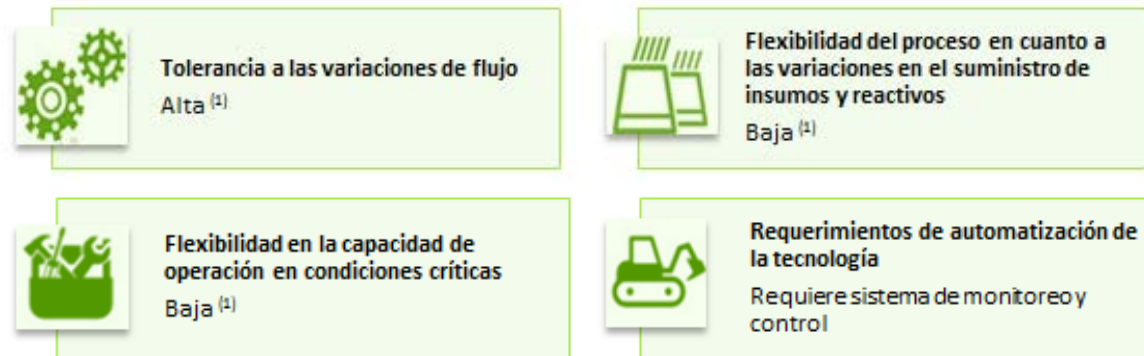 Tolerancia a las variaciones de flujo
Alta (1)
Flexibilidad del proceso en cuanto a
las variaciones en el suministro de
insumos y reactivos
Baja (1)
Flexibilidad en la capacidad de
operación en condiciones críticas
Baja (1)
Requerimientos de automatización de
la tecnología
Requiere sistema de monitoreo y
control